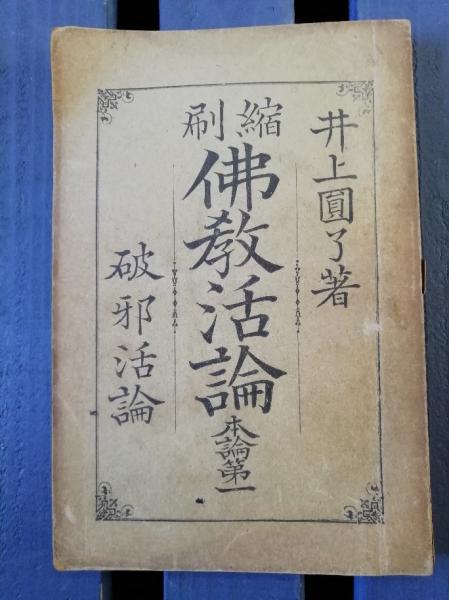 井上圓了著
縮刷
佛教活論
本論第一
破邪活論